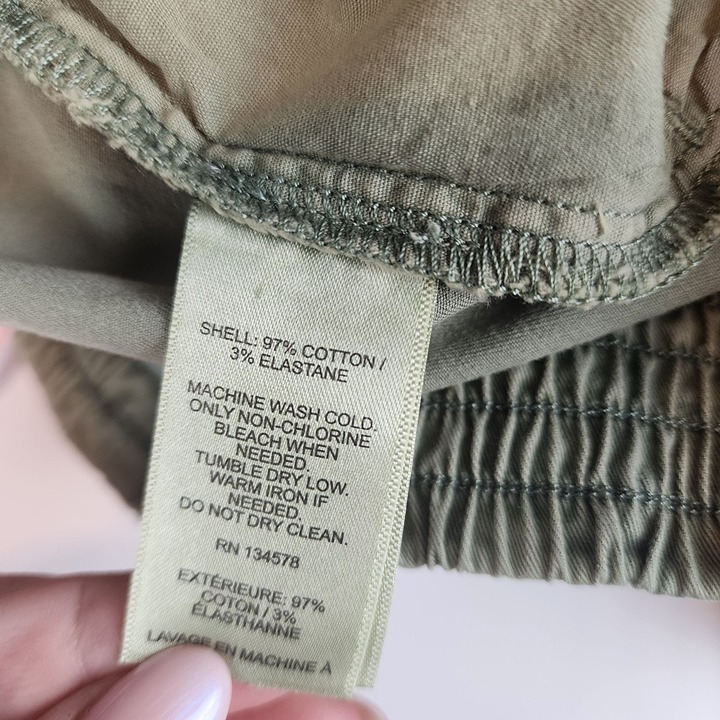 SHELL: 97% COTTON /
3% ELASTANE
MACHINE WASH COLD.
ONLY NON-CHLORINE
BLEACH WHEN
NEEDED.
TUMBLE DRY LOW.
WARM IRON IF
NEEDED.
DO NOT DRY CLEAN.
RN 134578
EXTÉRIEURE: 97%
COTON / 3%
ÉLASTHANNE
LAVAGE EN MACHINE À